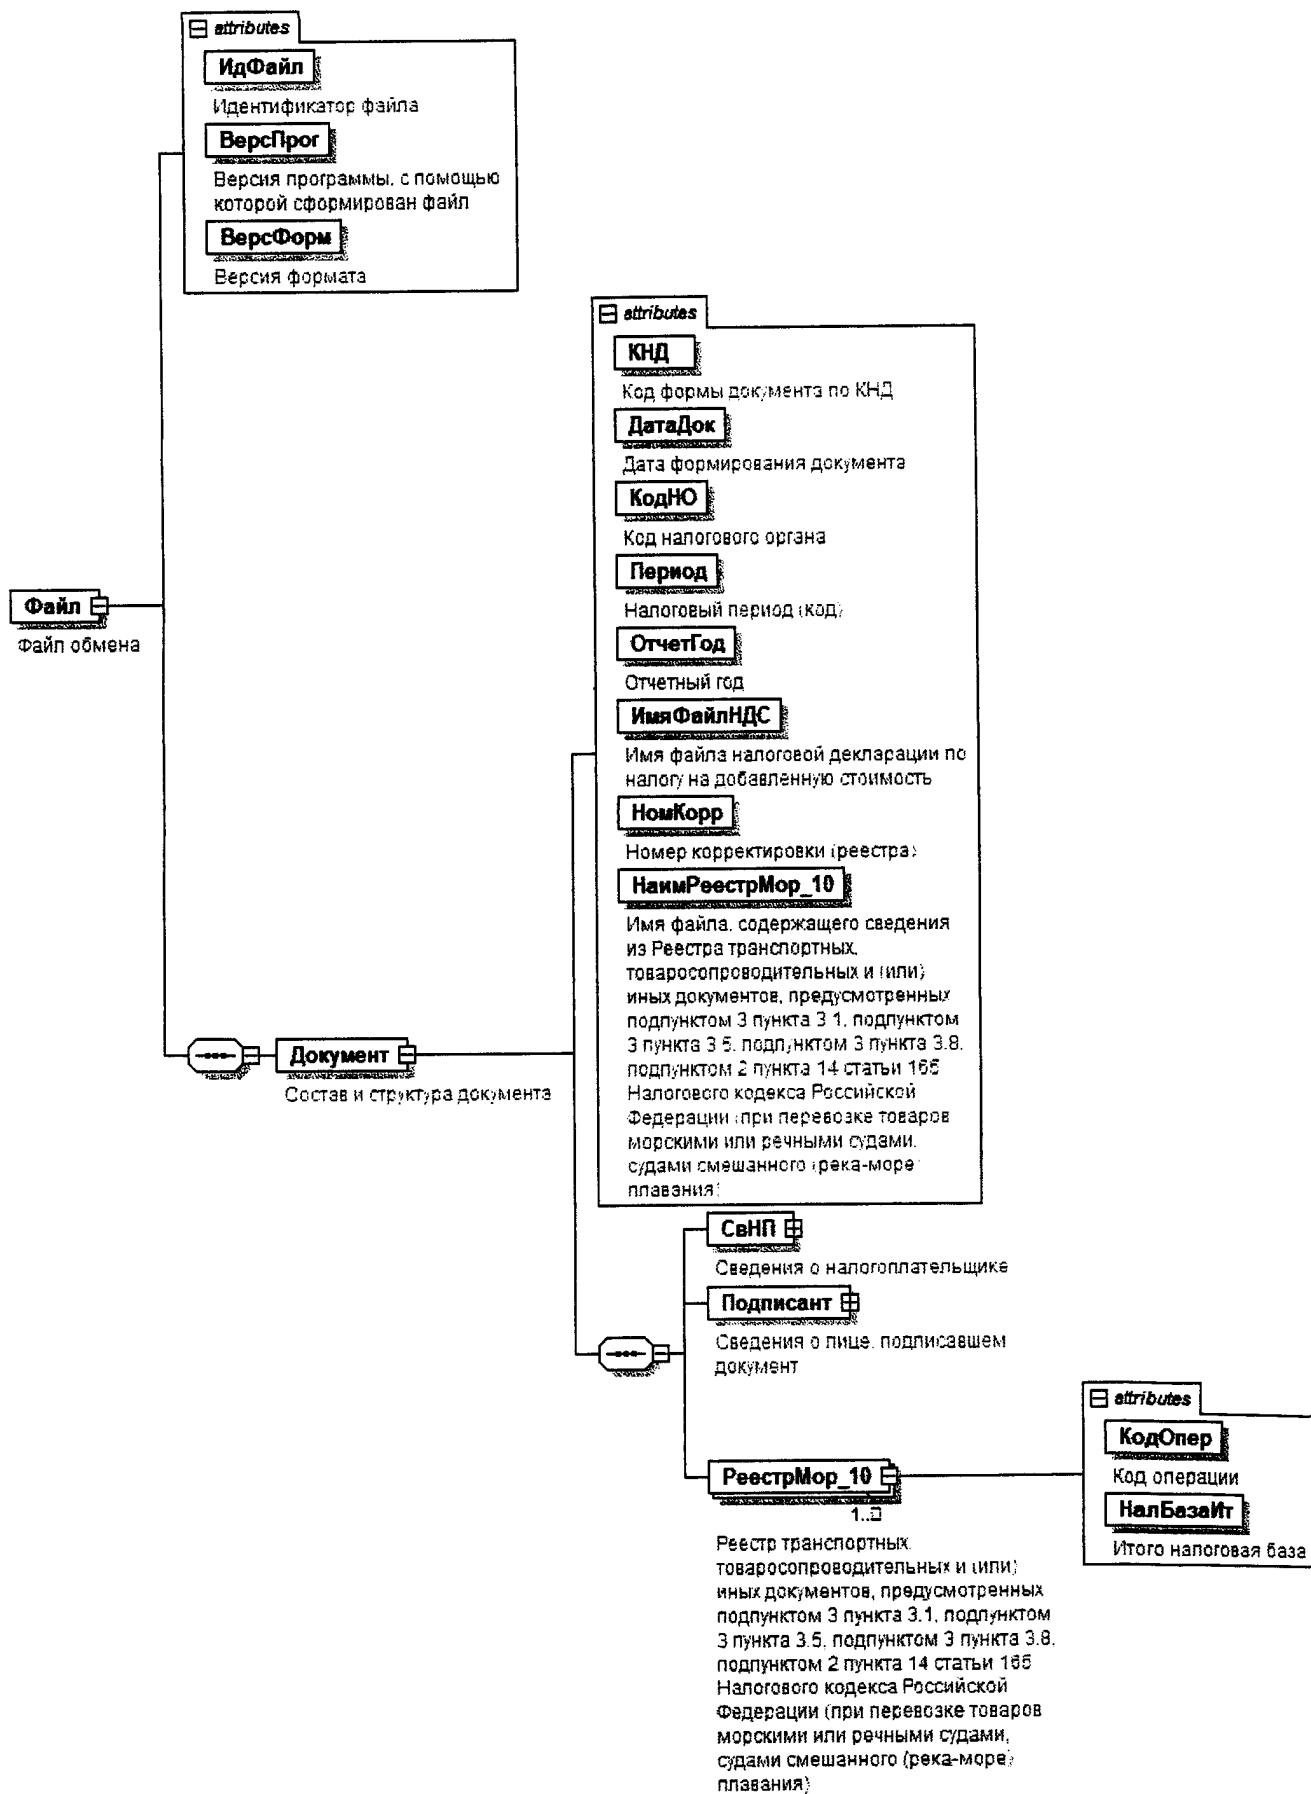 attributes
ИдФайл
Идентификатор файла
ВерсПрог
Версия программы, с помощью
которой сформирован файл
ВерсФорм
Версия формата
attributes
КНД
Код формы документа по КНД
ДатаДок
Дата формирования документа
КодНО
Код налогового органа
Период
Налоговый период (код)
ОтчетГод
Отчетный год
ИмяФайлНДС
Имя файла налоговой декларации по
налогу на добавленную стоимость
НомКорр
Номер корректировки (реестра)
НаимРеестрМор_10
Имя файла, содержащего сведения
из Реестра транспортных,
товаросопроводительных и (или)
иных документов, предусмотренных
подпунктом 3 пункта 3 1, подпунктом
3 пункта 3 5, подпунктом 3 пункта 3.8,
подпунктом 2 пункта 14 статьи 165
Налогового кодекса Российской
Федерации (при перевозке товаров
морскими или речными судами,
судами смешанного (река-море
плавания)
Файл
Файл обмена
Документ
Состав и структура документа
СвНП
Сведения о налогоплательщике
Подписант
Сведения о лице, подписавшем
документ
РеестрМор_10
1..
Реестр транспортных,
товаросопроводительных и (или)
иных документов, предусмотренных
подпунктом 3 пункта 3.1, подпунктом
3 пункта 3.5, подпунктом 3 пункта 3.8,
подпунктом 2 пункта 14 статьи 165
Налогового кодекса Российской
Федерации (при перевозке товаров
морскими или речными судами,
судами смешанного (река-море)
плавания)
attributes
КодОпер
Код операции
НалБазаИт
Итого налоговая база